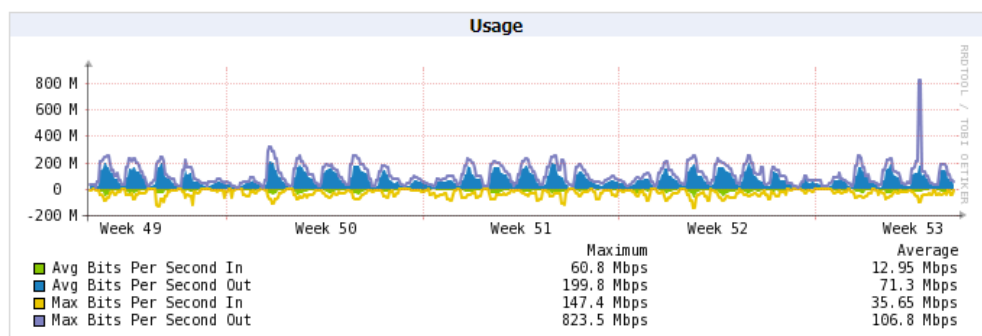 Usage
RRDTOOL / TOBI OETIKER
800 M
600 M
400 M
200 M
0
-200 M
Week 49 Week 50 Week 51 Week 52 Week 53
Maximum Average
Avg Bits Per Second In 60.8 Mbps 12.95 Mbps
Avg Bits Per Second Out 199.8 Mbps 71.3 Mbps
Max Bits Per Second In 147.4 Mbps 35.65 Mbps
Max Bits Per Second Out 823.5 Mbps 106.8 Mbps